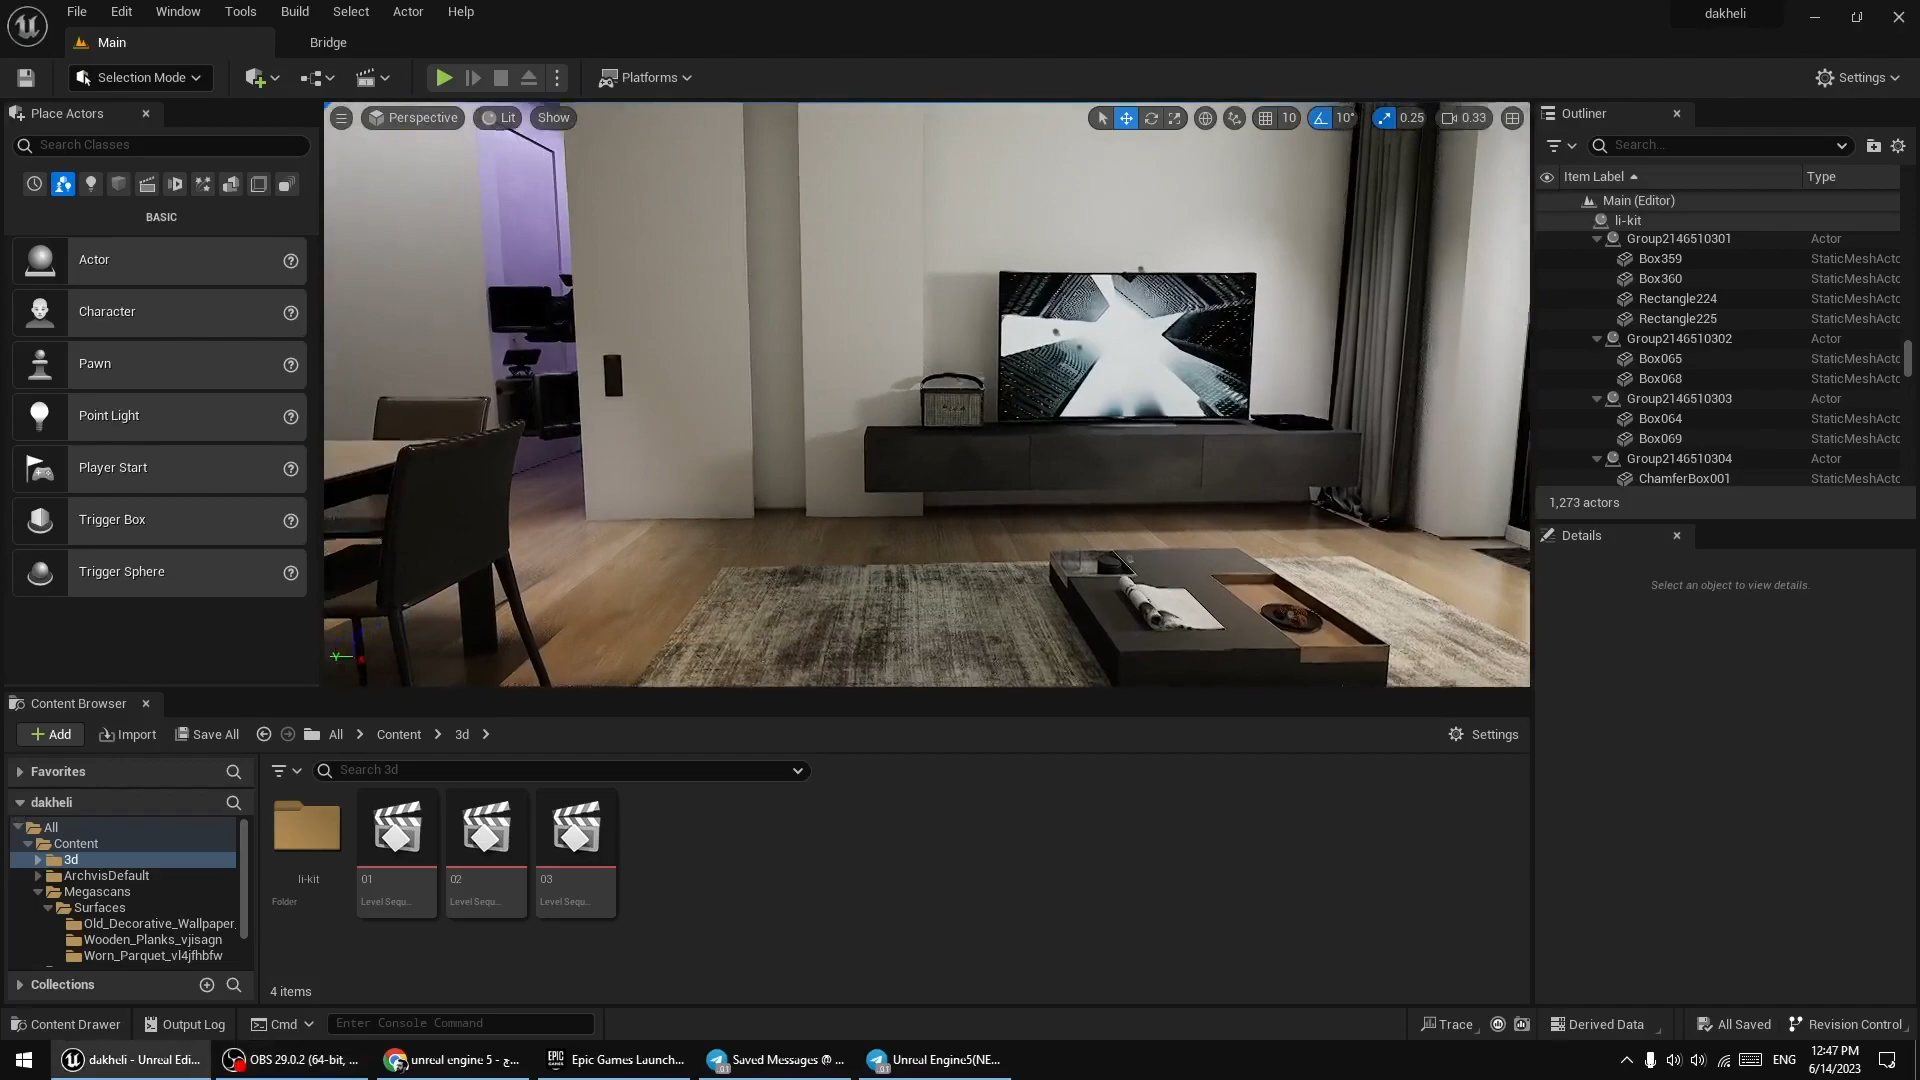 File Edit Window Tools Build Select Actor Help
dakheli
Main
Bridge
Selection Mode
Platforms
Settings
Place Actors
Search Classes
BASIC
Actor
Character
Pawn
Point Light
Player Start
Trigger Box
Trigger Sphere
Perspective
Lit
Show
10
10°
0.25
0.33
Outliner
Search...
Item Label
Type
Main (Editor)
li-kit
Group2146510301 Actor
Box359 StaticMeshActo
Box360 StaticMeshActo
Rectangle224 StaticMeshActo
Rectangle225 StaticMeshActo
Group2146510302 Actor
Box065 StaticMeshActo
Box068 StaticMeshActo
Group2146510303 Actor
Box064 StaticMeshActo
Box069 StaticMeshActo
Group2146510304 Actor
ChamferBox001 StaticMeshActo
1,273 actors
Details
Select an object to view details.
Content Browser
Add
Import
Save All
All
Content
3d
Settings
Favorites
dakheli
All
Content
3d
ArchvisDefault
Megascans
Surfaces
Old_Decorative_Wallpaper_
Wooden_Planks_vjisagn
Worn_Parquet_vl4jfhbfw
Collections
Search 3d
li-kit
Folder
01
Level Sequ...
02
Level Sequ...
03
Level Sequ...
4 items
Content Drawer
Output Log
Cmd
Enter Console Command
Trace
Derived Data
All Saved
Revision Control
dakheli - Unreal Edi...
OBS 29.0.2 (64-bit, ...
unreal engine 5 - ج...
Epic Games Launch...
Saved Messages @ ...
Unreal Engine5(NE...
ENG
12:47 PM
6/14/2023